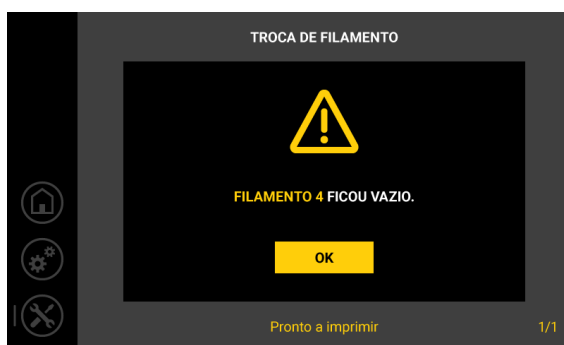 TROCA DE FILAMENTO
FILAMENTO 4 FICOU VAZIO.
OK
Pronto a imprimir
1/1